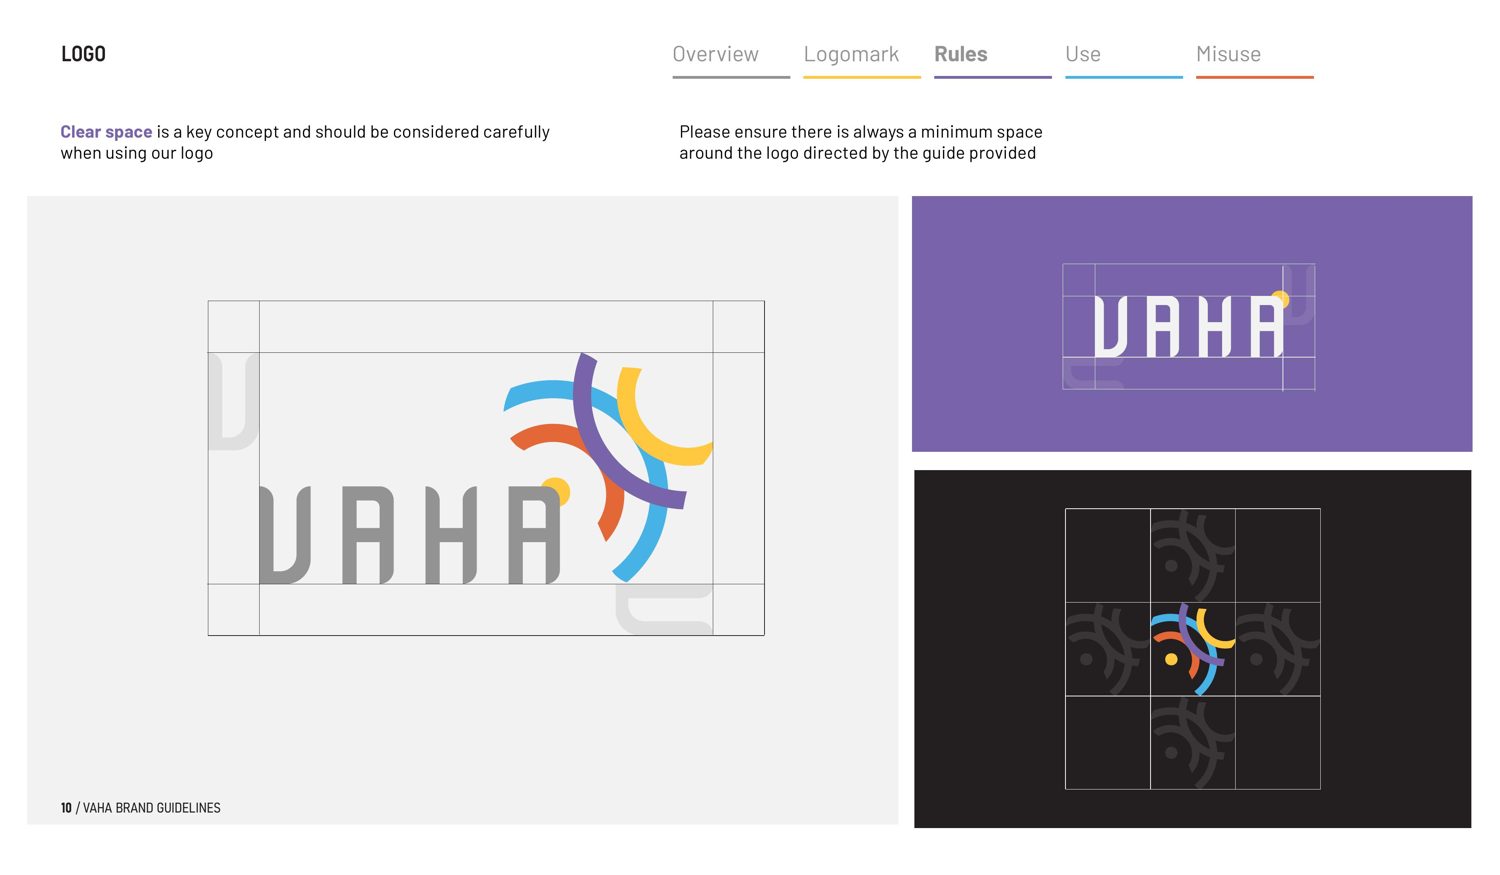 LOGO
Overview
Logomark
Rules
Use
Misuse
Clear space is a key concept and should be considered carefully
when using our logo
Please ensure there is always a minimum space
around the logo directed by the guide provided
VAHA
VAHA
10 / VAHA BRAND GUIDELINES